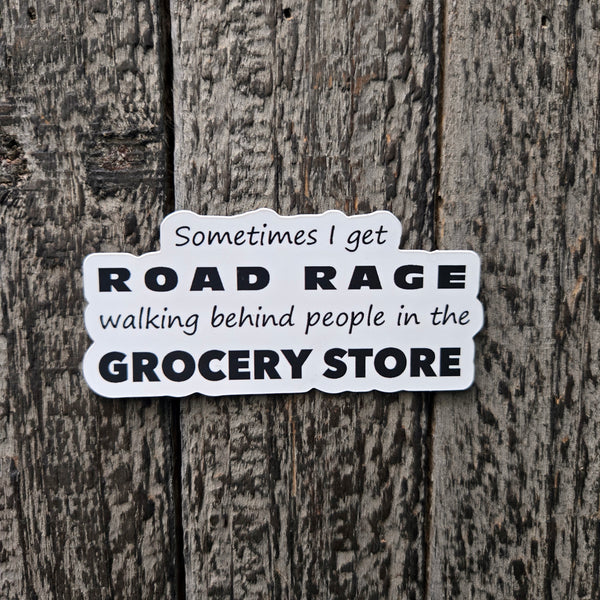 Sometimes I get
ROAD RAGE
walking behind people in the
GROCERY STORE